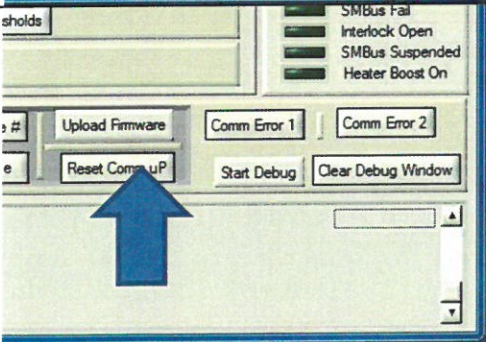 sholds
SMBus Fail
Interlock Open
SMBus Suspended
Heater Boost On
e #
Upload Firmware
Comm Error 1
Comm Error 2
e
Reset Comm uP
Start Debug
Clear Debug Window